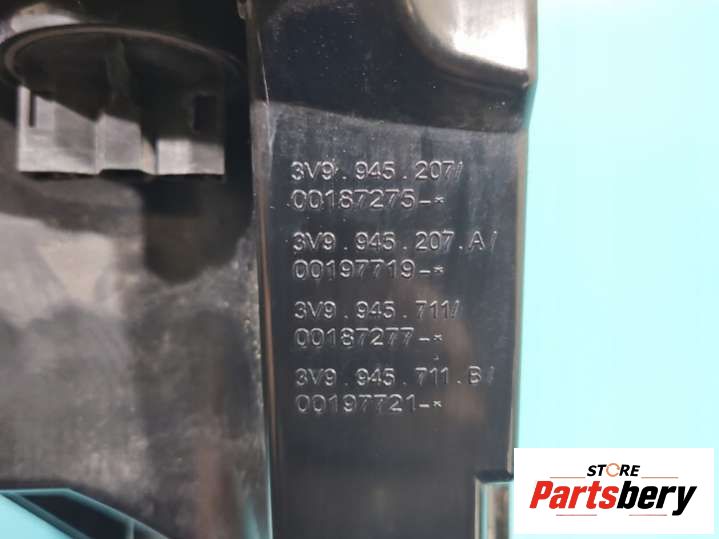 3V9.945.207/
00187275-*
3V9.945.207.A/
00197719-*
3V9.945.711/
00187277-*
3V9.945.711.B/
00197721-*
STORE
Partsbery